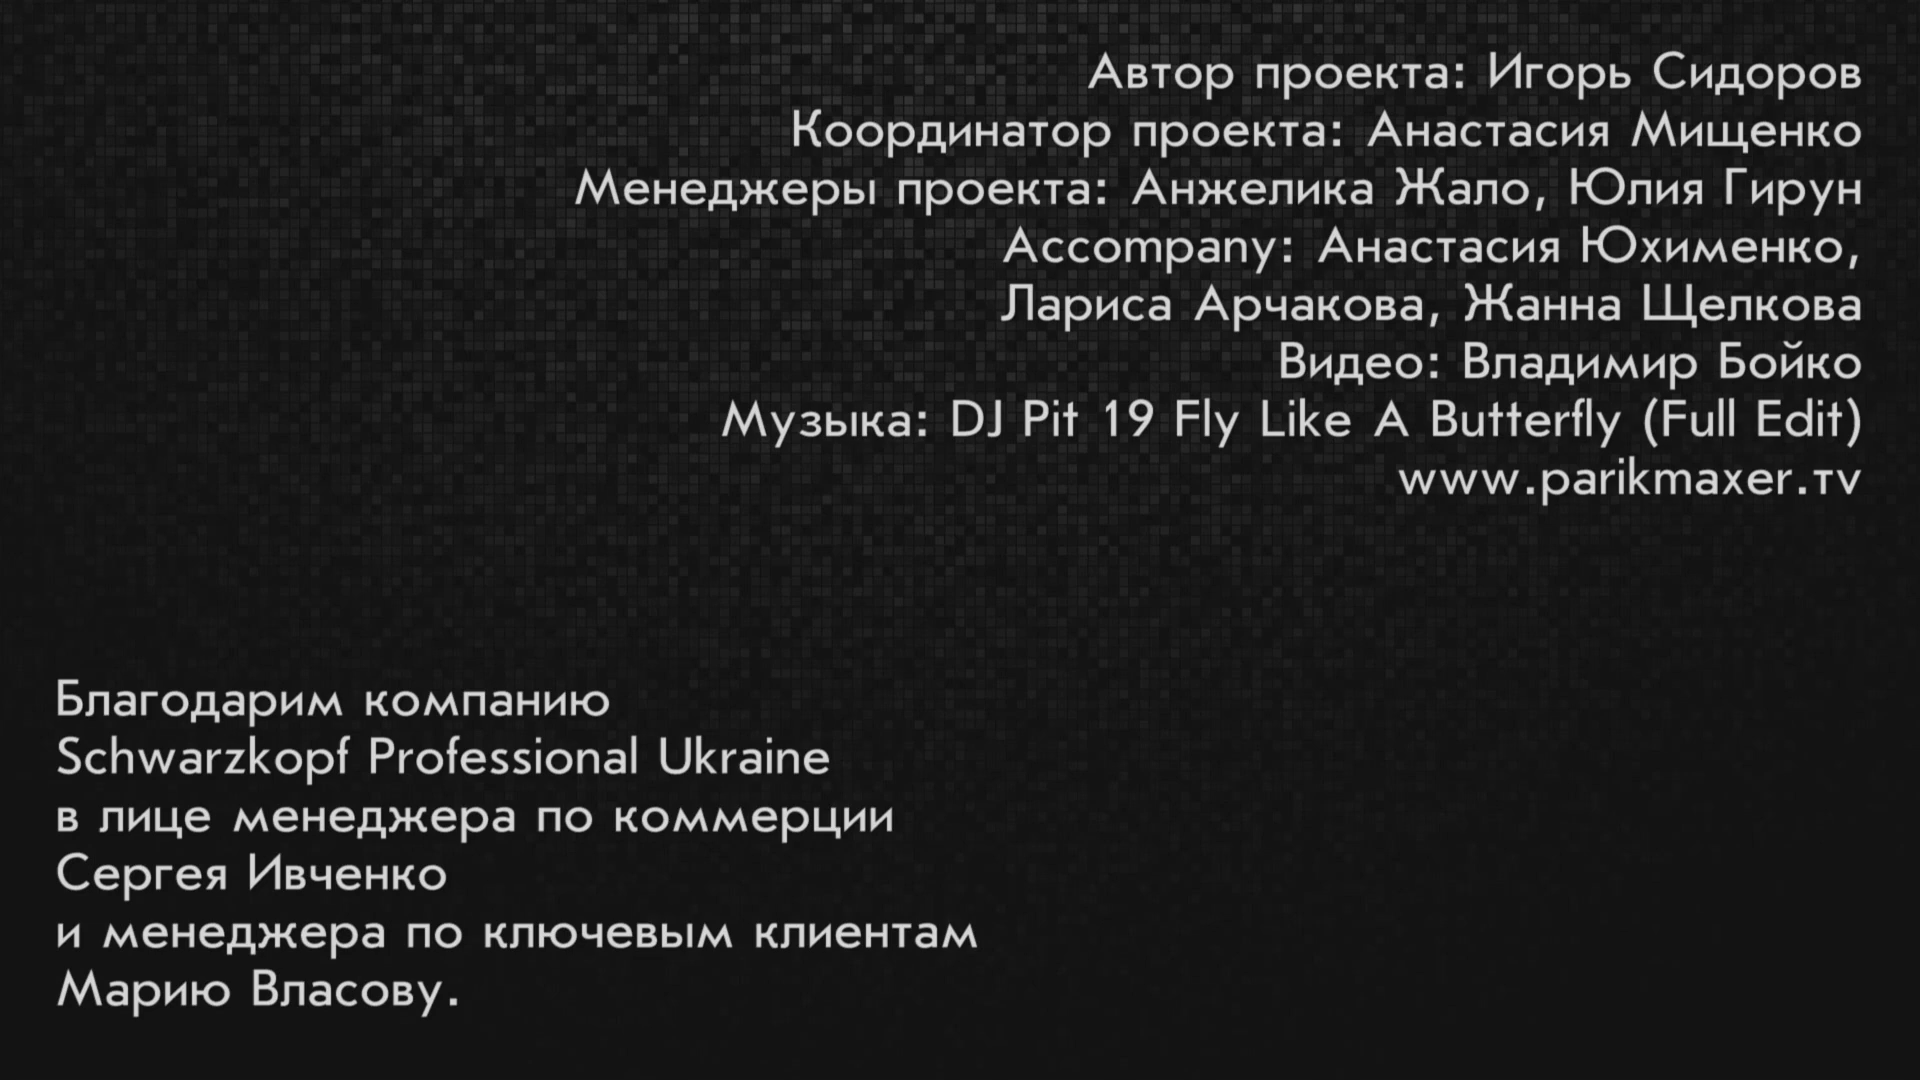 Автор проекта: Игорь Сидоров
Координатор проекта: Анастасия Мищенко
Менеджеры проекта: Анжелика Жало, Юлия Гирун
Accompany: Анастасия Юхименко,
Лариса Арчакова, Жанна Щелкова
Видео: Владимир Бойко
Музыка: DJ Pit 19 Fly Like A Butterfly (Full Edit)
www.parikmaxer.tv
Благодарим компанию
Schwarzkopf Professional Ukraine
в лице менеджера по коммерции
Сергея Ивченко
и менеджера по ключевым клиентам
Марию Власову.